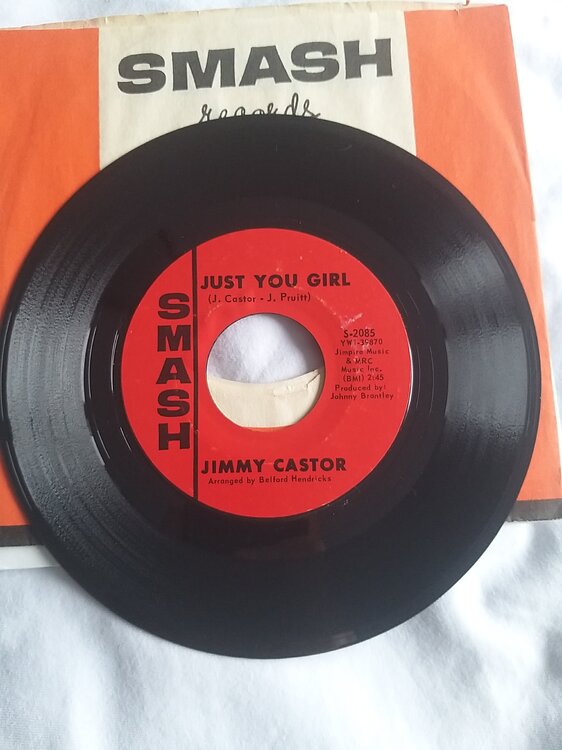 SMASH
records
SMASH
JUST YOU GIRL
(J. Castor - J. Pruitt)
S-2085
YW1-39870
Jimpire Music
& MRC
Music Inc.
(BMI) 2:45
Produced by:
Johnny Brantley
JIMMY CASTOR
Arranged by Belford Hendricks